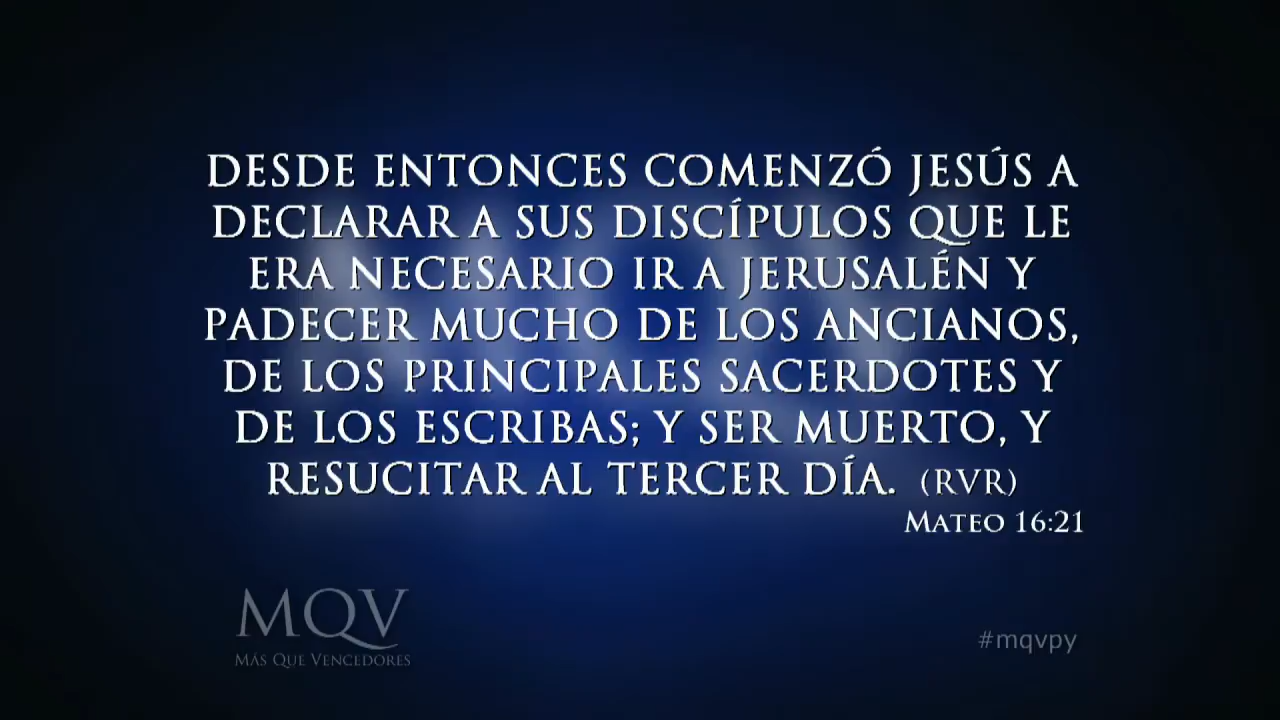 DESDE ENTONCES COMENZÓ JESÚS A
DECLARAR A SUS DISCÍPULOS QUE LE
ERA NECESARIO IR A JERUSALÉN Y
PADECER MUCHO DE LOS ANCIANOS,
DE LOS PRINCIPALES SACERDOTES Y
DE LOS ESCRIBAS; Y SER MUERTO, Y
RESUCITAR AL TERCER DÍA. (RVR)
MATEO 16:21
MQV
MÁS QUE VENCEDORES
#mqvpy